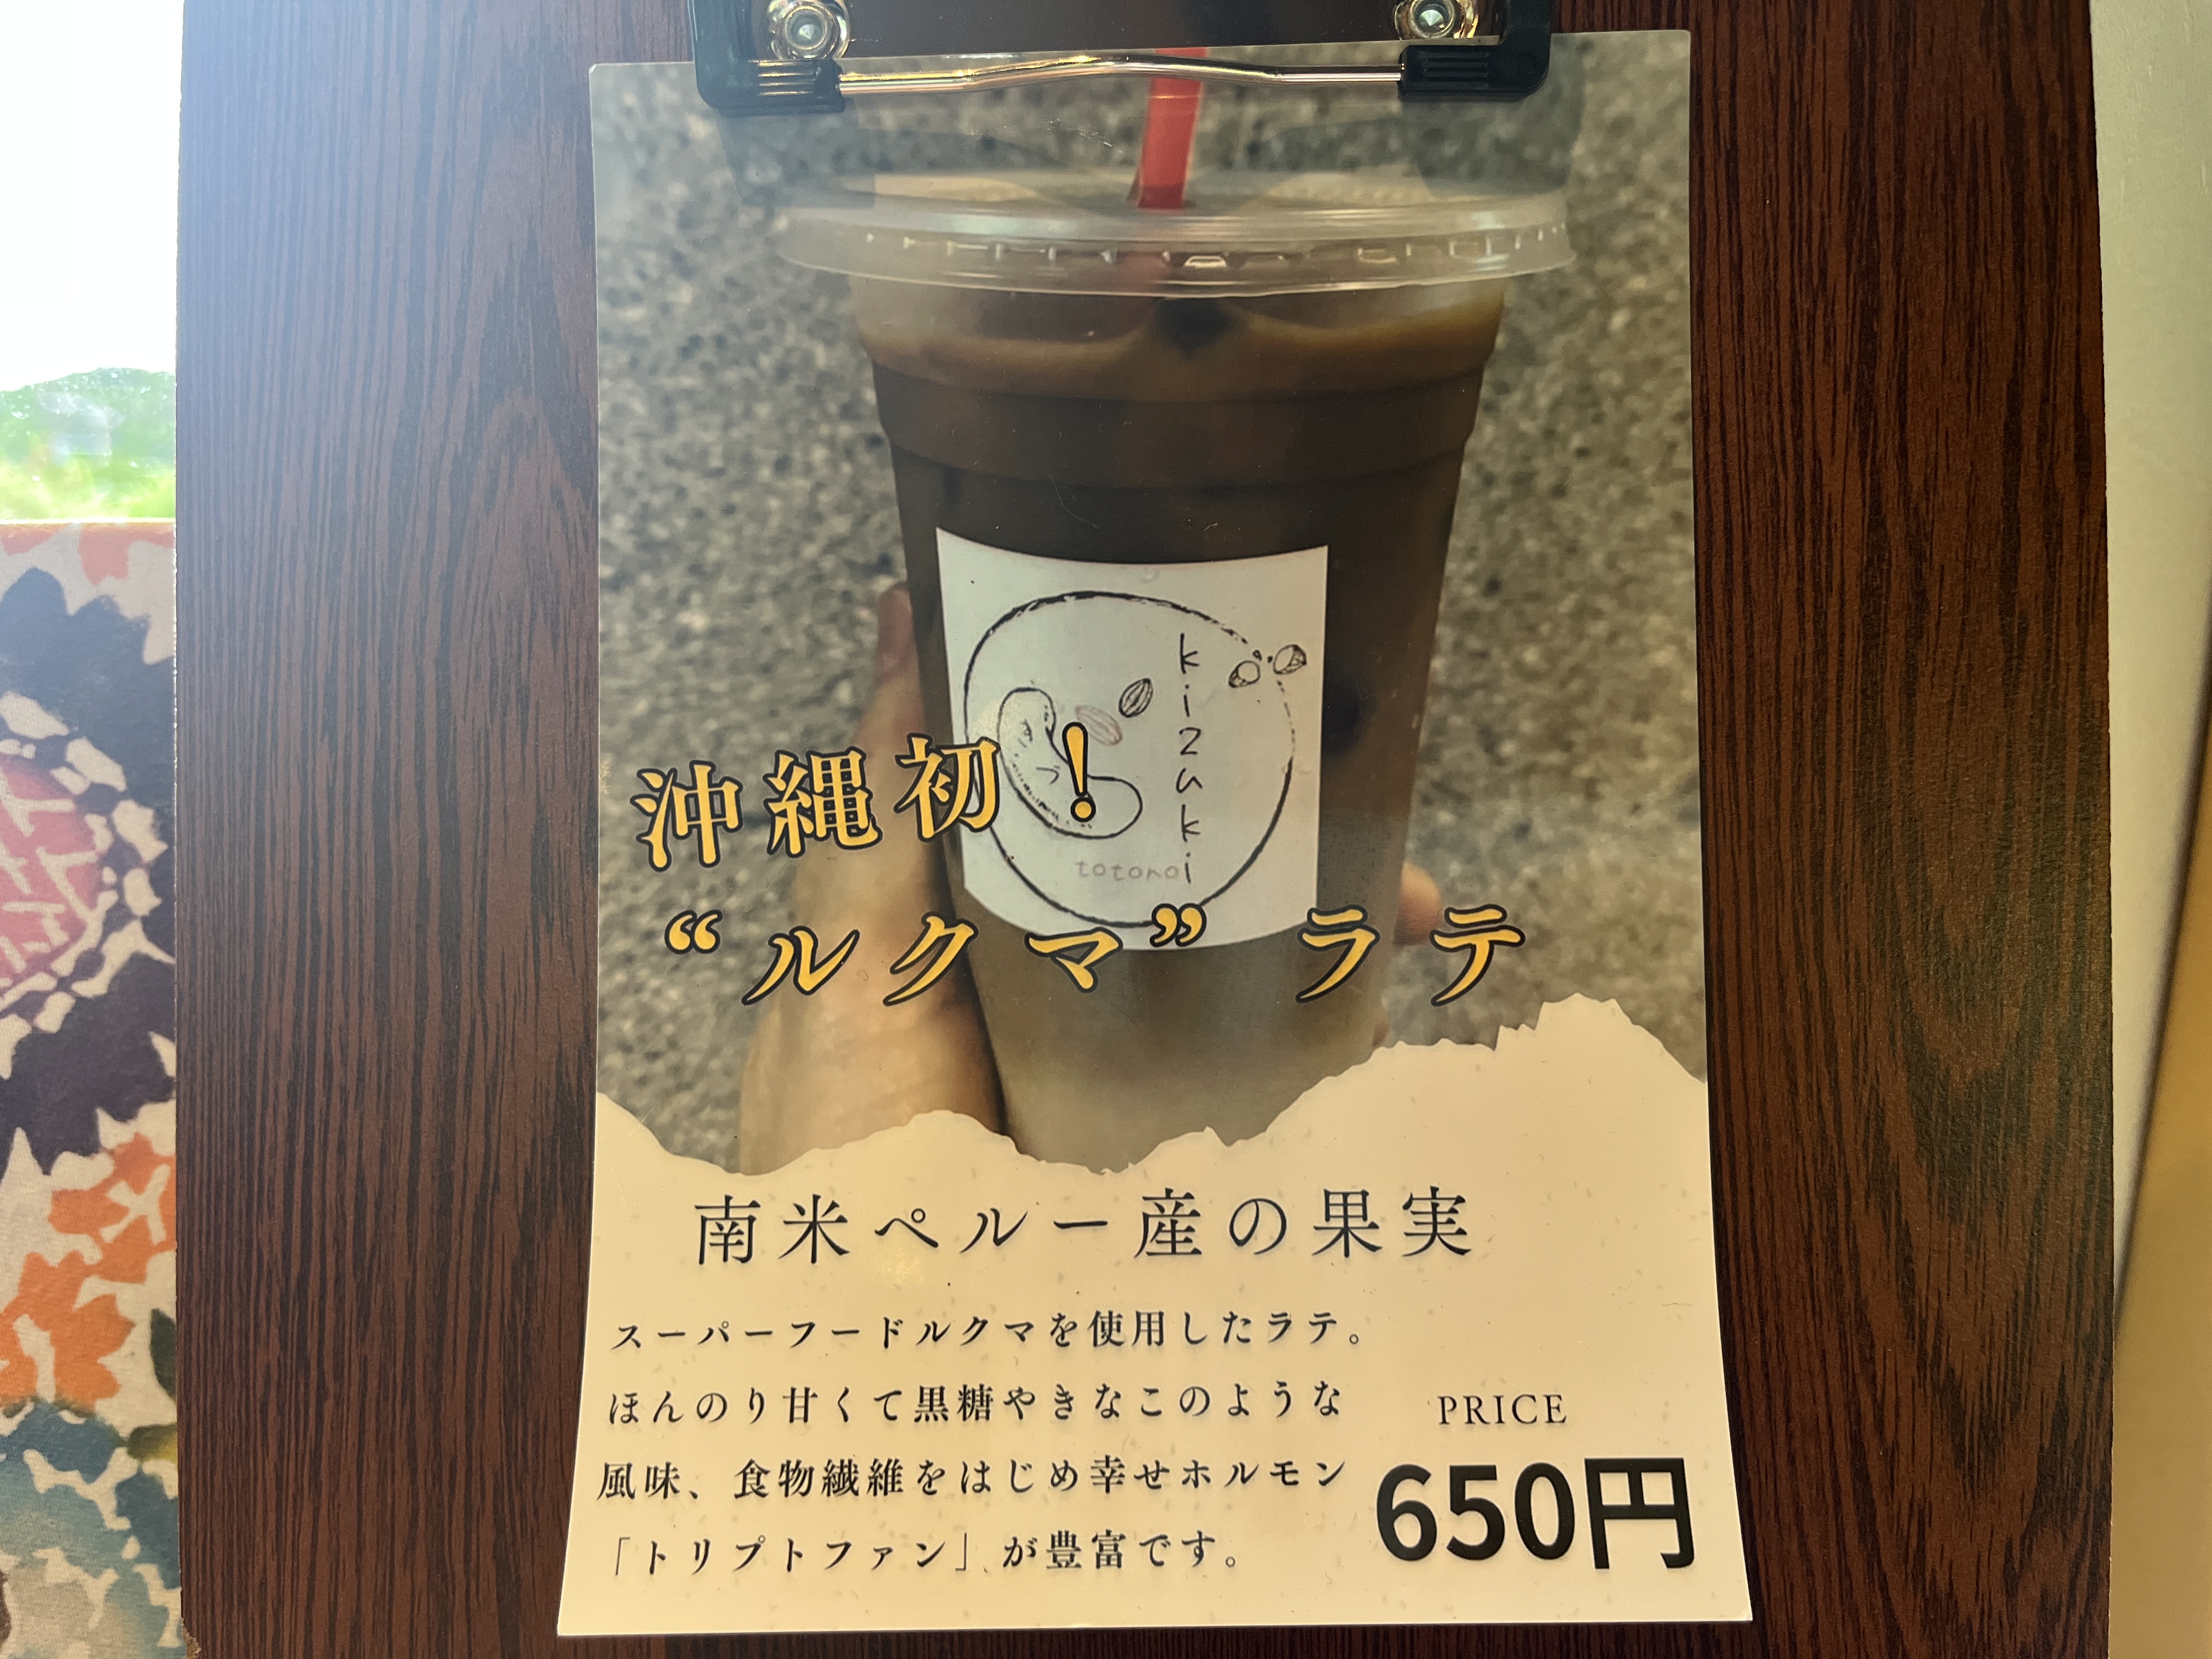 kizuki
totonoi
沖縄初！
“ルクマ”ラテ
南米ペルー産の果実
スーパーフードルクマを使用したラテ。
ほんのり甘くて黒糖やきなこのような
風味、食物繊維をはじめ幸せホルモン
「トリプトファン」が豊富です。
PRICE
650円